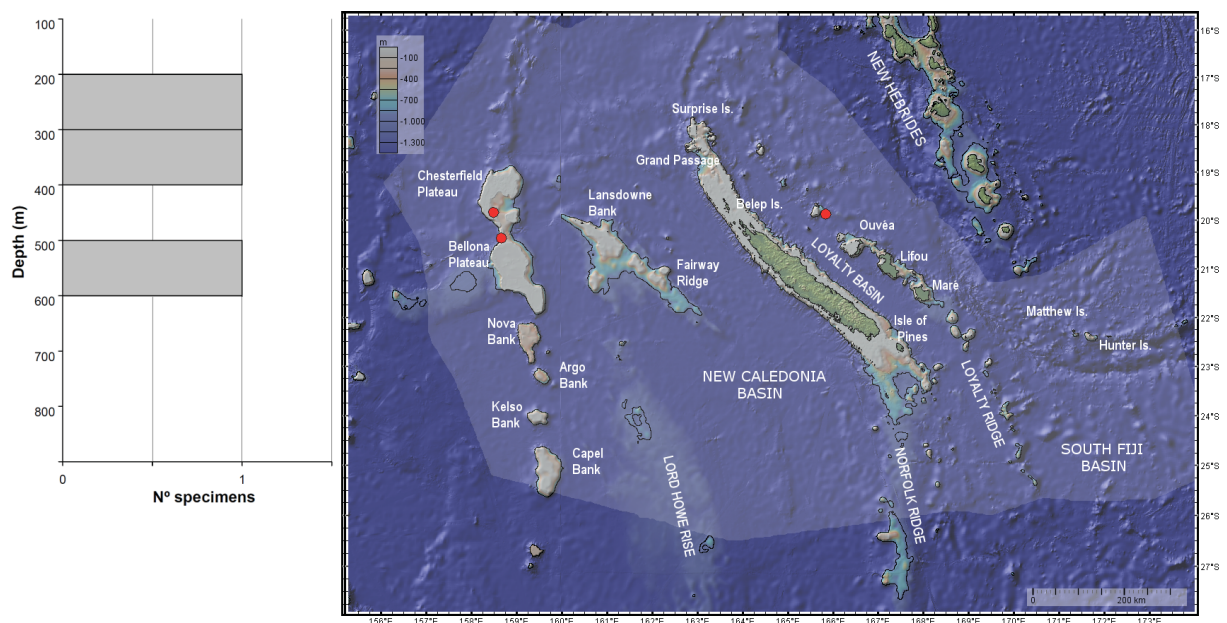 100
200
300
400
500
600
700
800
Depth (m)
0
1
Nº specimens
m
-100
-400
-700
-1.000
-1.300
Surprise Is.
Grand Passage
Chesterfield
Plateau
Lansdowne
Bank
Belep Is.
Ouvéa
Bellona
Plateau
LOYALTY BASIN
Lifou
Fairway
Ridge
Maré
NEW HEBRIDES
Nova
Bank
Isle of
Pines
Matthew Is.
Hunter Is.
Argo
Bank
NEW CALEDONIA
BASIN
LOYALTY RIDGE
Kelso
Bank
Capel
Bank
LORD HOWE RISE
NORFOLK RIDGE
SOUTH FIJI
BASIN
0
200 km
16°S
17°S
18°S
19°S
20°S
21°S
22°S
23°S
24°S
25°S
26°S
27°S
156°E
157°E
158°E
159°E
160°E
161°E
162°E
163°E
164°E
165°E
166°E
167°E
168°E
169°E
170°E
171°E
172°E
173°E